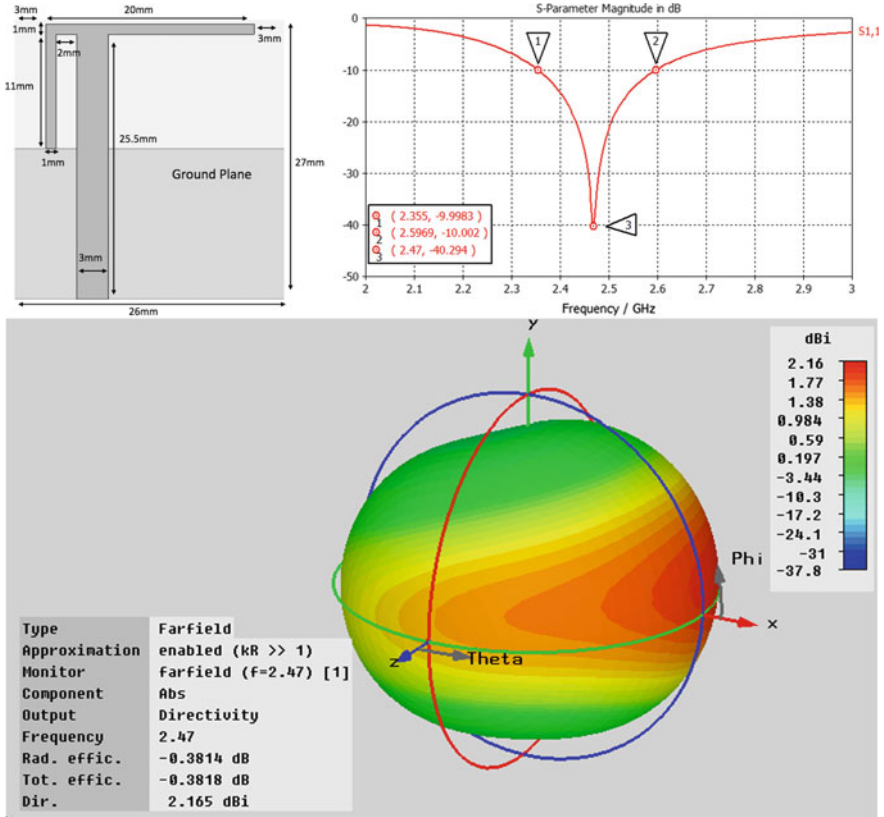 3mm
20mm
1mm
3mm
2mm
11mm
25.5mm
1mm
Ground Plane
27mm
3mm
26mm
S-Parameter Magnitude in dB
0
-10
-20
-30
-40
-50
1
2
3
S1,1
1 ( 2.355, -9.9983 )
2 ( 2.5969, -10.002 )
3 ( 2.47, -40.294 )
2 2.1 2.2 2.3 2.4 2.5 2.6 2.7 2.8 2.9 3
Frequency / GHz
y
dBi
2.16
1.77
1.38
0.984
0.59
0.197
-3.44
-10.3
-17.2
-24.1
-31
-37.8
Phi
x
z
Theta
Type Farfield
Approximation enabled (kR >> 1)
Monitor farfield (f=2.47) [1]
Component Abs
Output Directivity
Frequency 2.47
Rad. effic. -0.3814 dB
Tot. effic. -0.3818 dB
Dir. 2.165 dBi